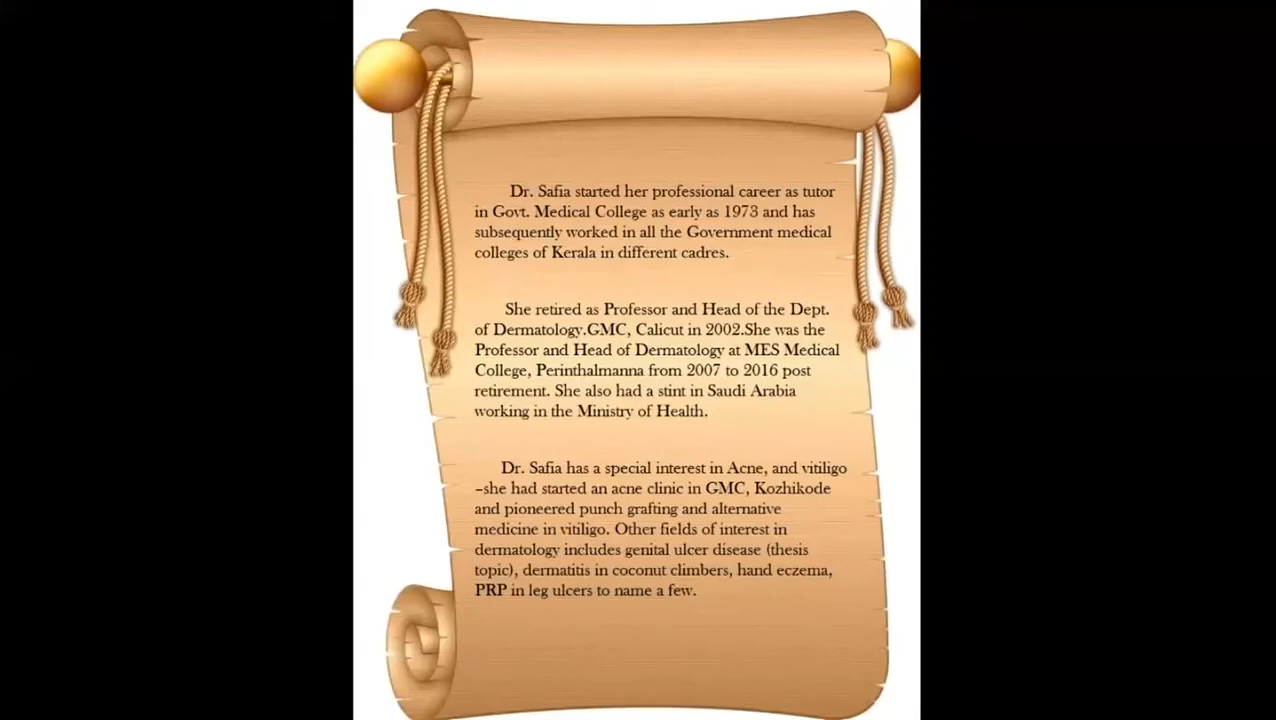 Dr. Safia started her professional career as tutor
in Govt. Medical College as early as 1973 and has
subsequently worked in all the Government medical
colleges of Kerala in different cadres.
She retired as Professor and Head of the Dept.
of Dermatology.GMC, Calicut in 2002.She was the
Professor and Head of Dermatology at MES Medical
College, Perinthalmanna from 2007 to 2016 post
retirement. She also had a stint in Saudi Arabia
working in the Ministry of Health.
Dr. Safia has a special interest in Acne, and vitiligo
–she had started an acne clinic in GMC, Kozhikode
and pioneered punch grafting and alternative
medicine in vitiligo. Other fields of interest in
dermatology includes genital ulcer disease (thesis
topic), dermatitis in coconut climbers, hand eczema,
PRP in leg ulcers to name a few.